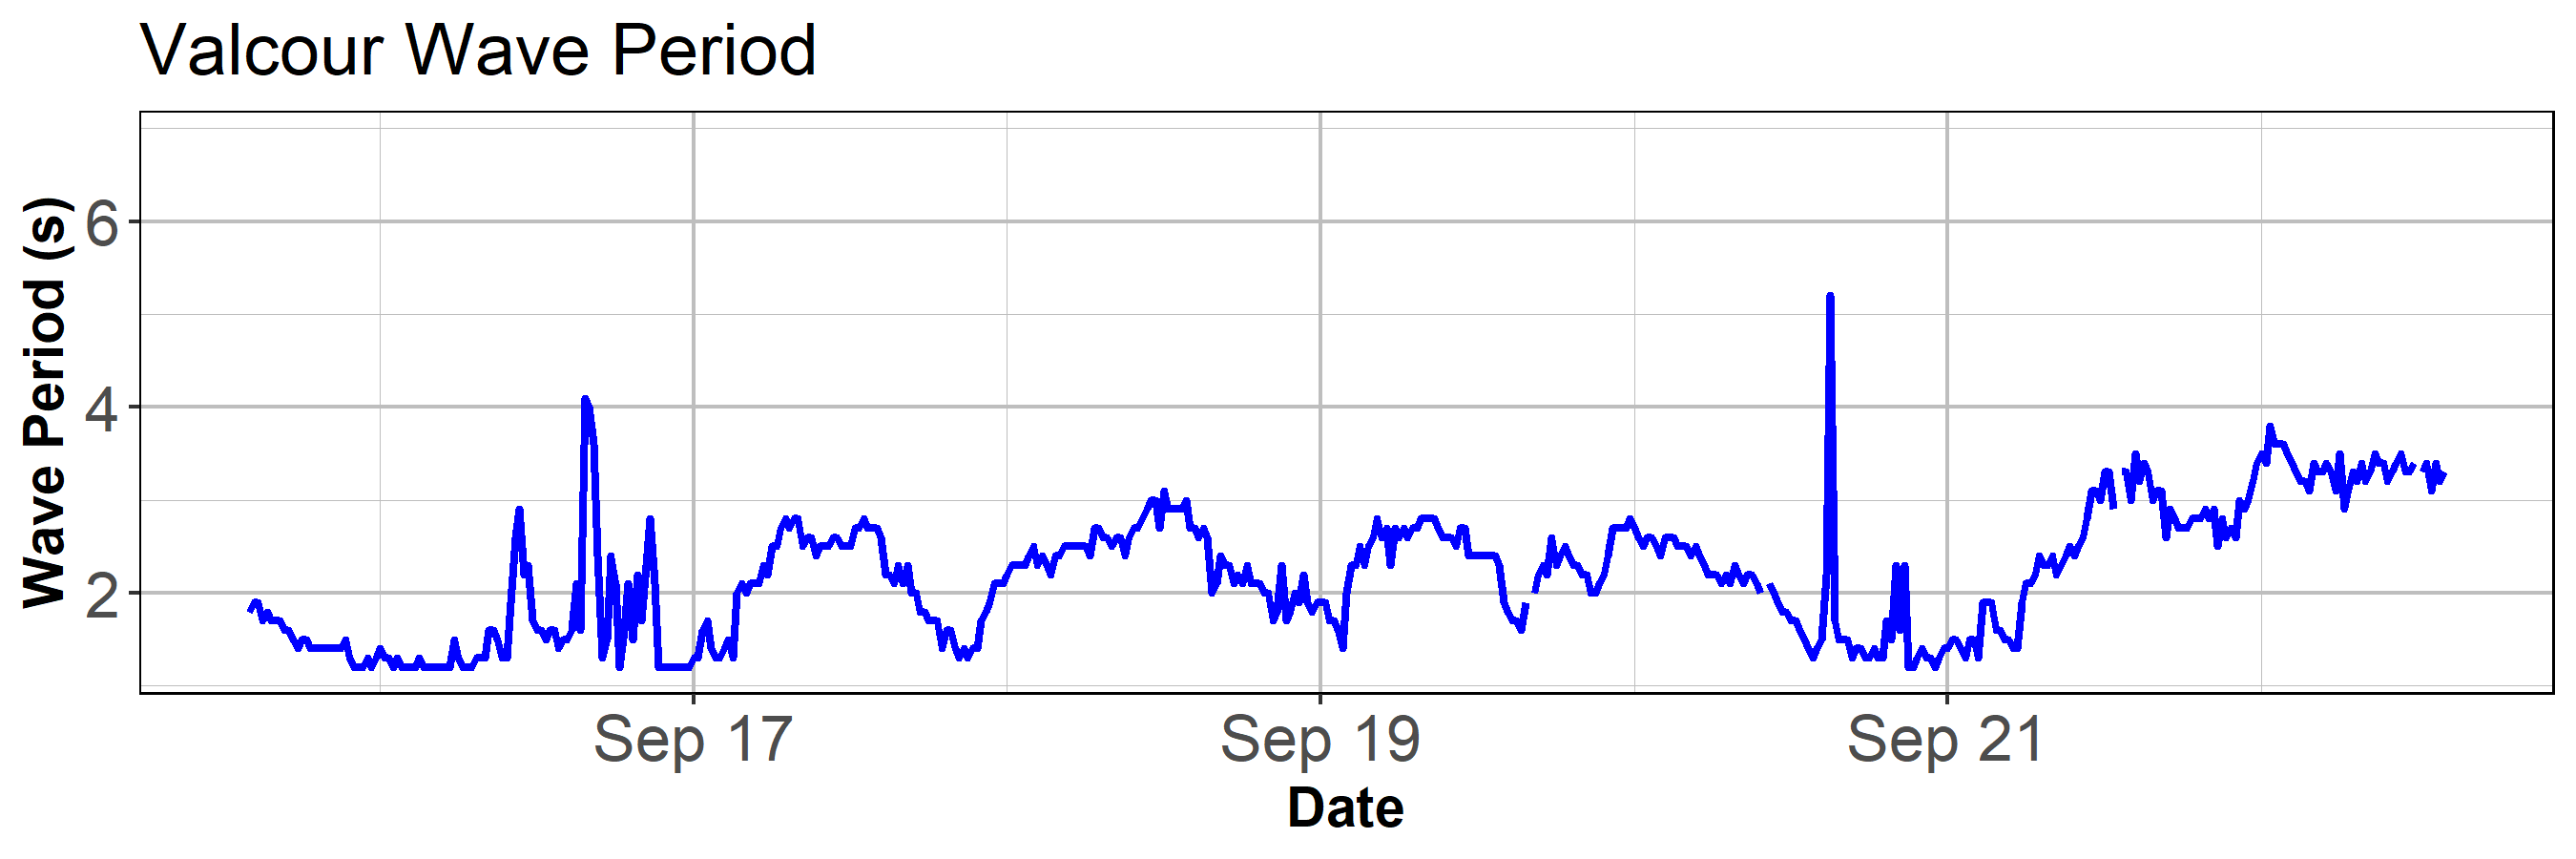 Valcour Wave Period
Wave Period (s)
6
4
2
Sep 17
Sep 19
Sep 21
Date